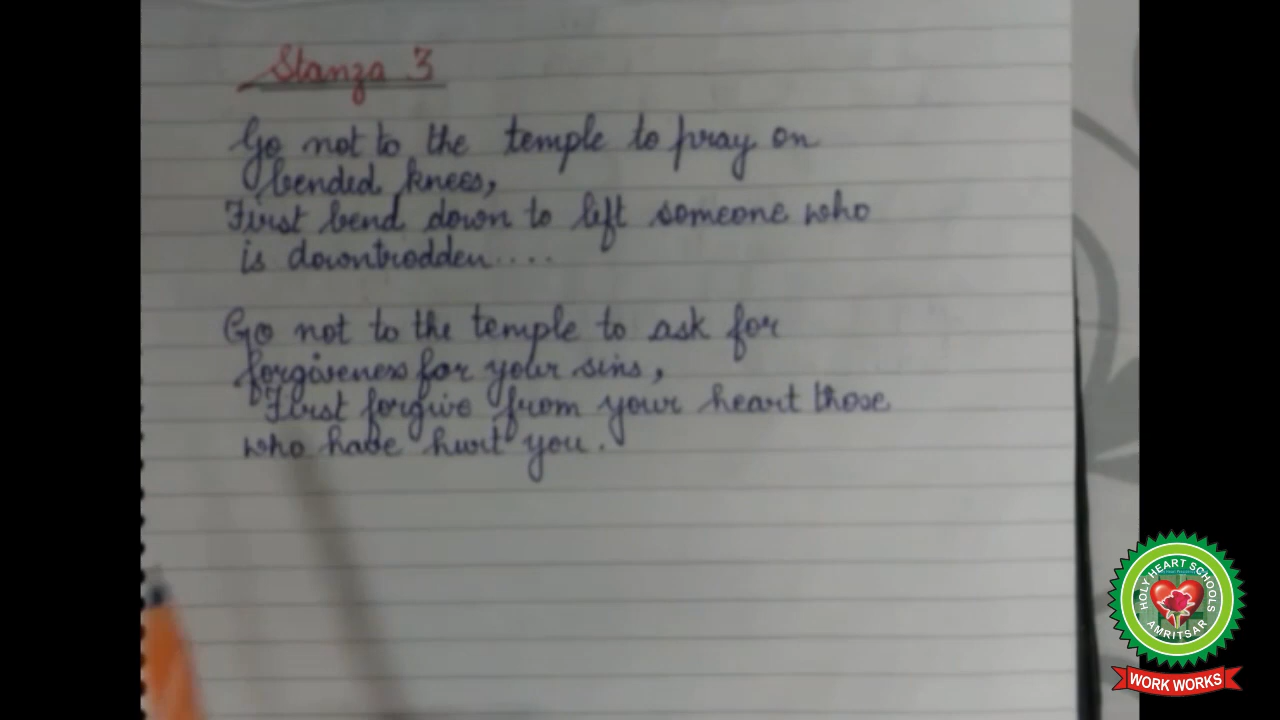 Stanza 3
Go not to the temple to pray on
bended knees,
First bend down to left someone who
is downtrodden....
Go not to the temple to ask for
forgiveness for your sins,
First forgive from your heart those
who have hurt you.
HOLY HEART SCHOOLS
AMRITSAR
WORK WORKS